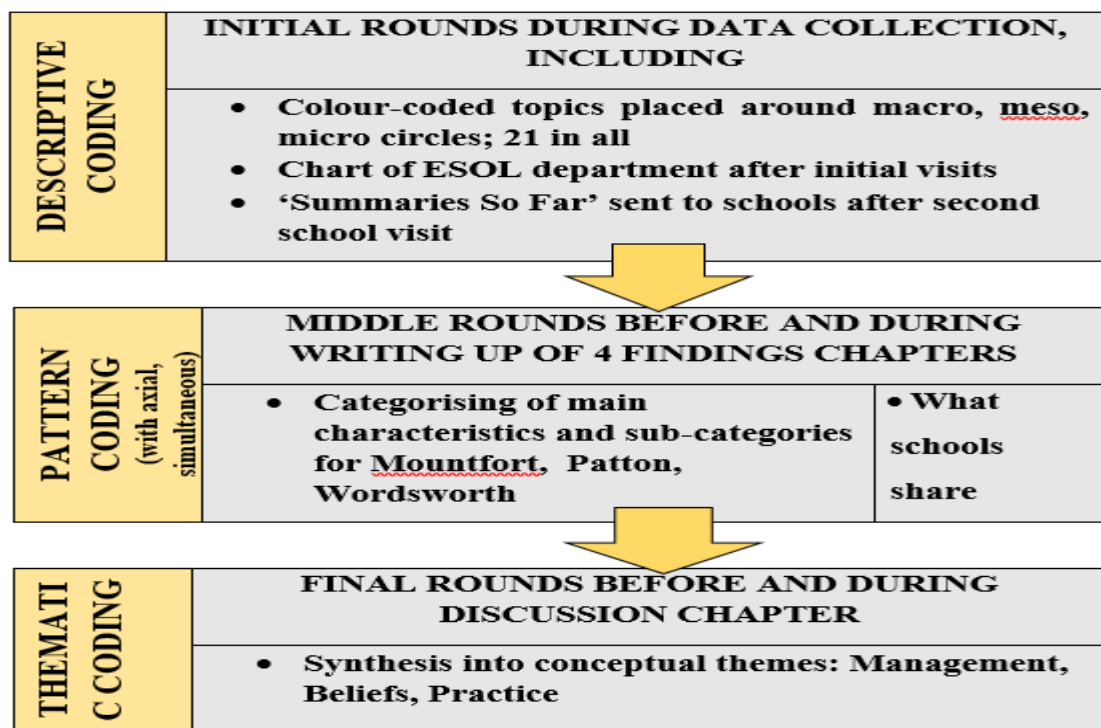 DESCRIPTIVE
CODING
INITIAL ROUNDS DURING DATA COLLECTION,
INCLUDING
• Colour-coded topics placed around macro, meso,
micro circles; 21 in all
• Chart of ESOL department after initial visits
• ‘Summaries So Far’ sent to schools after second
school visit
PATTERN
CODING
(with axial,
simultaneous)
MIDDLE ROUNDS BEFORE AND DURING
WRITING UP OF 4 FINDINGS CHAPTERS
• Categorising of main
characteristics and sub-categories
for Mountfort, Patton,
Wordsworth
• What
schools
share
THEMATI
C CODING
FINAL ROUNDS BEFORE AND DURING
DISCUSSION CHAPTER
• Synthesis into conceptual themes: Management,
Beliefs, Practice